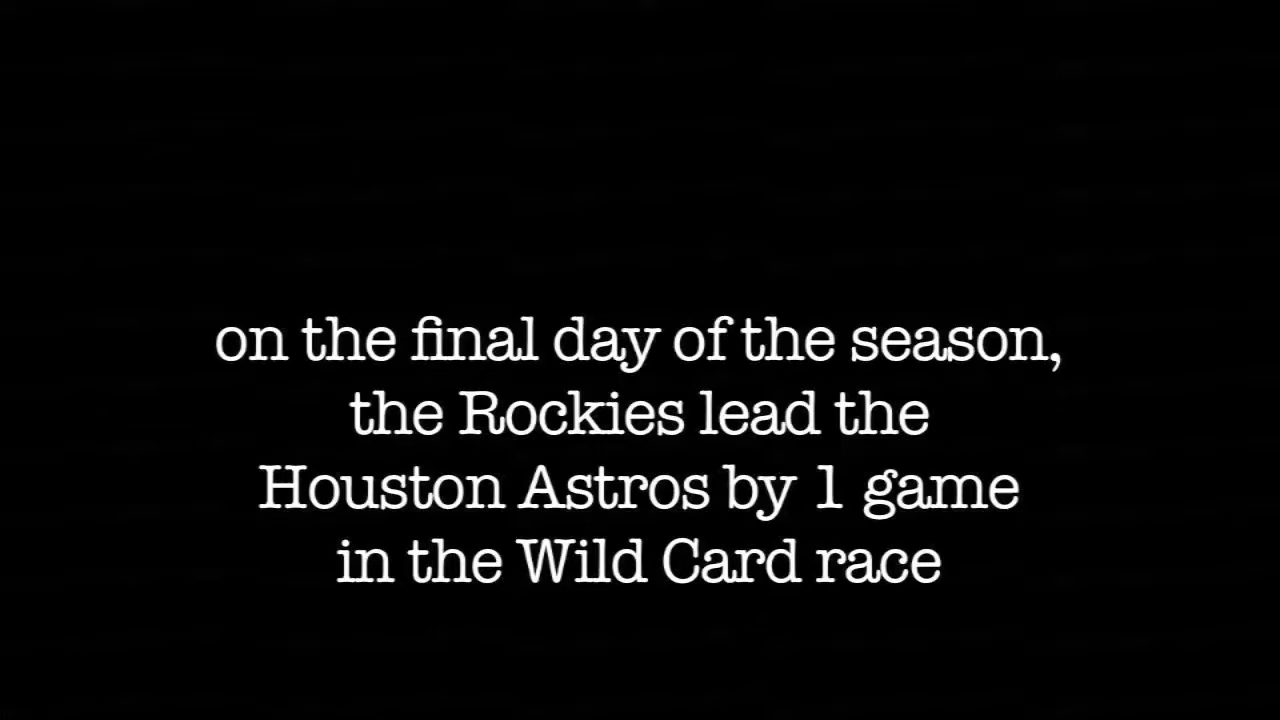 on the final day of the season,
the Rockies lead the
Houston Astros by 1 game
in the Wild Card race